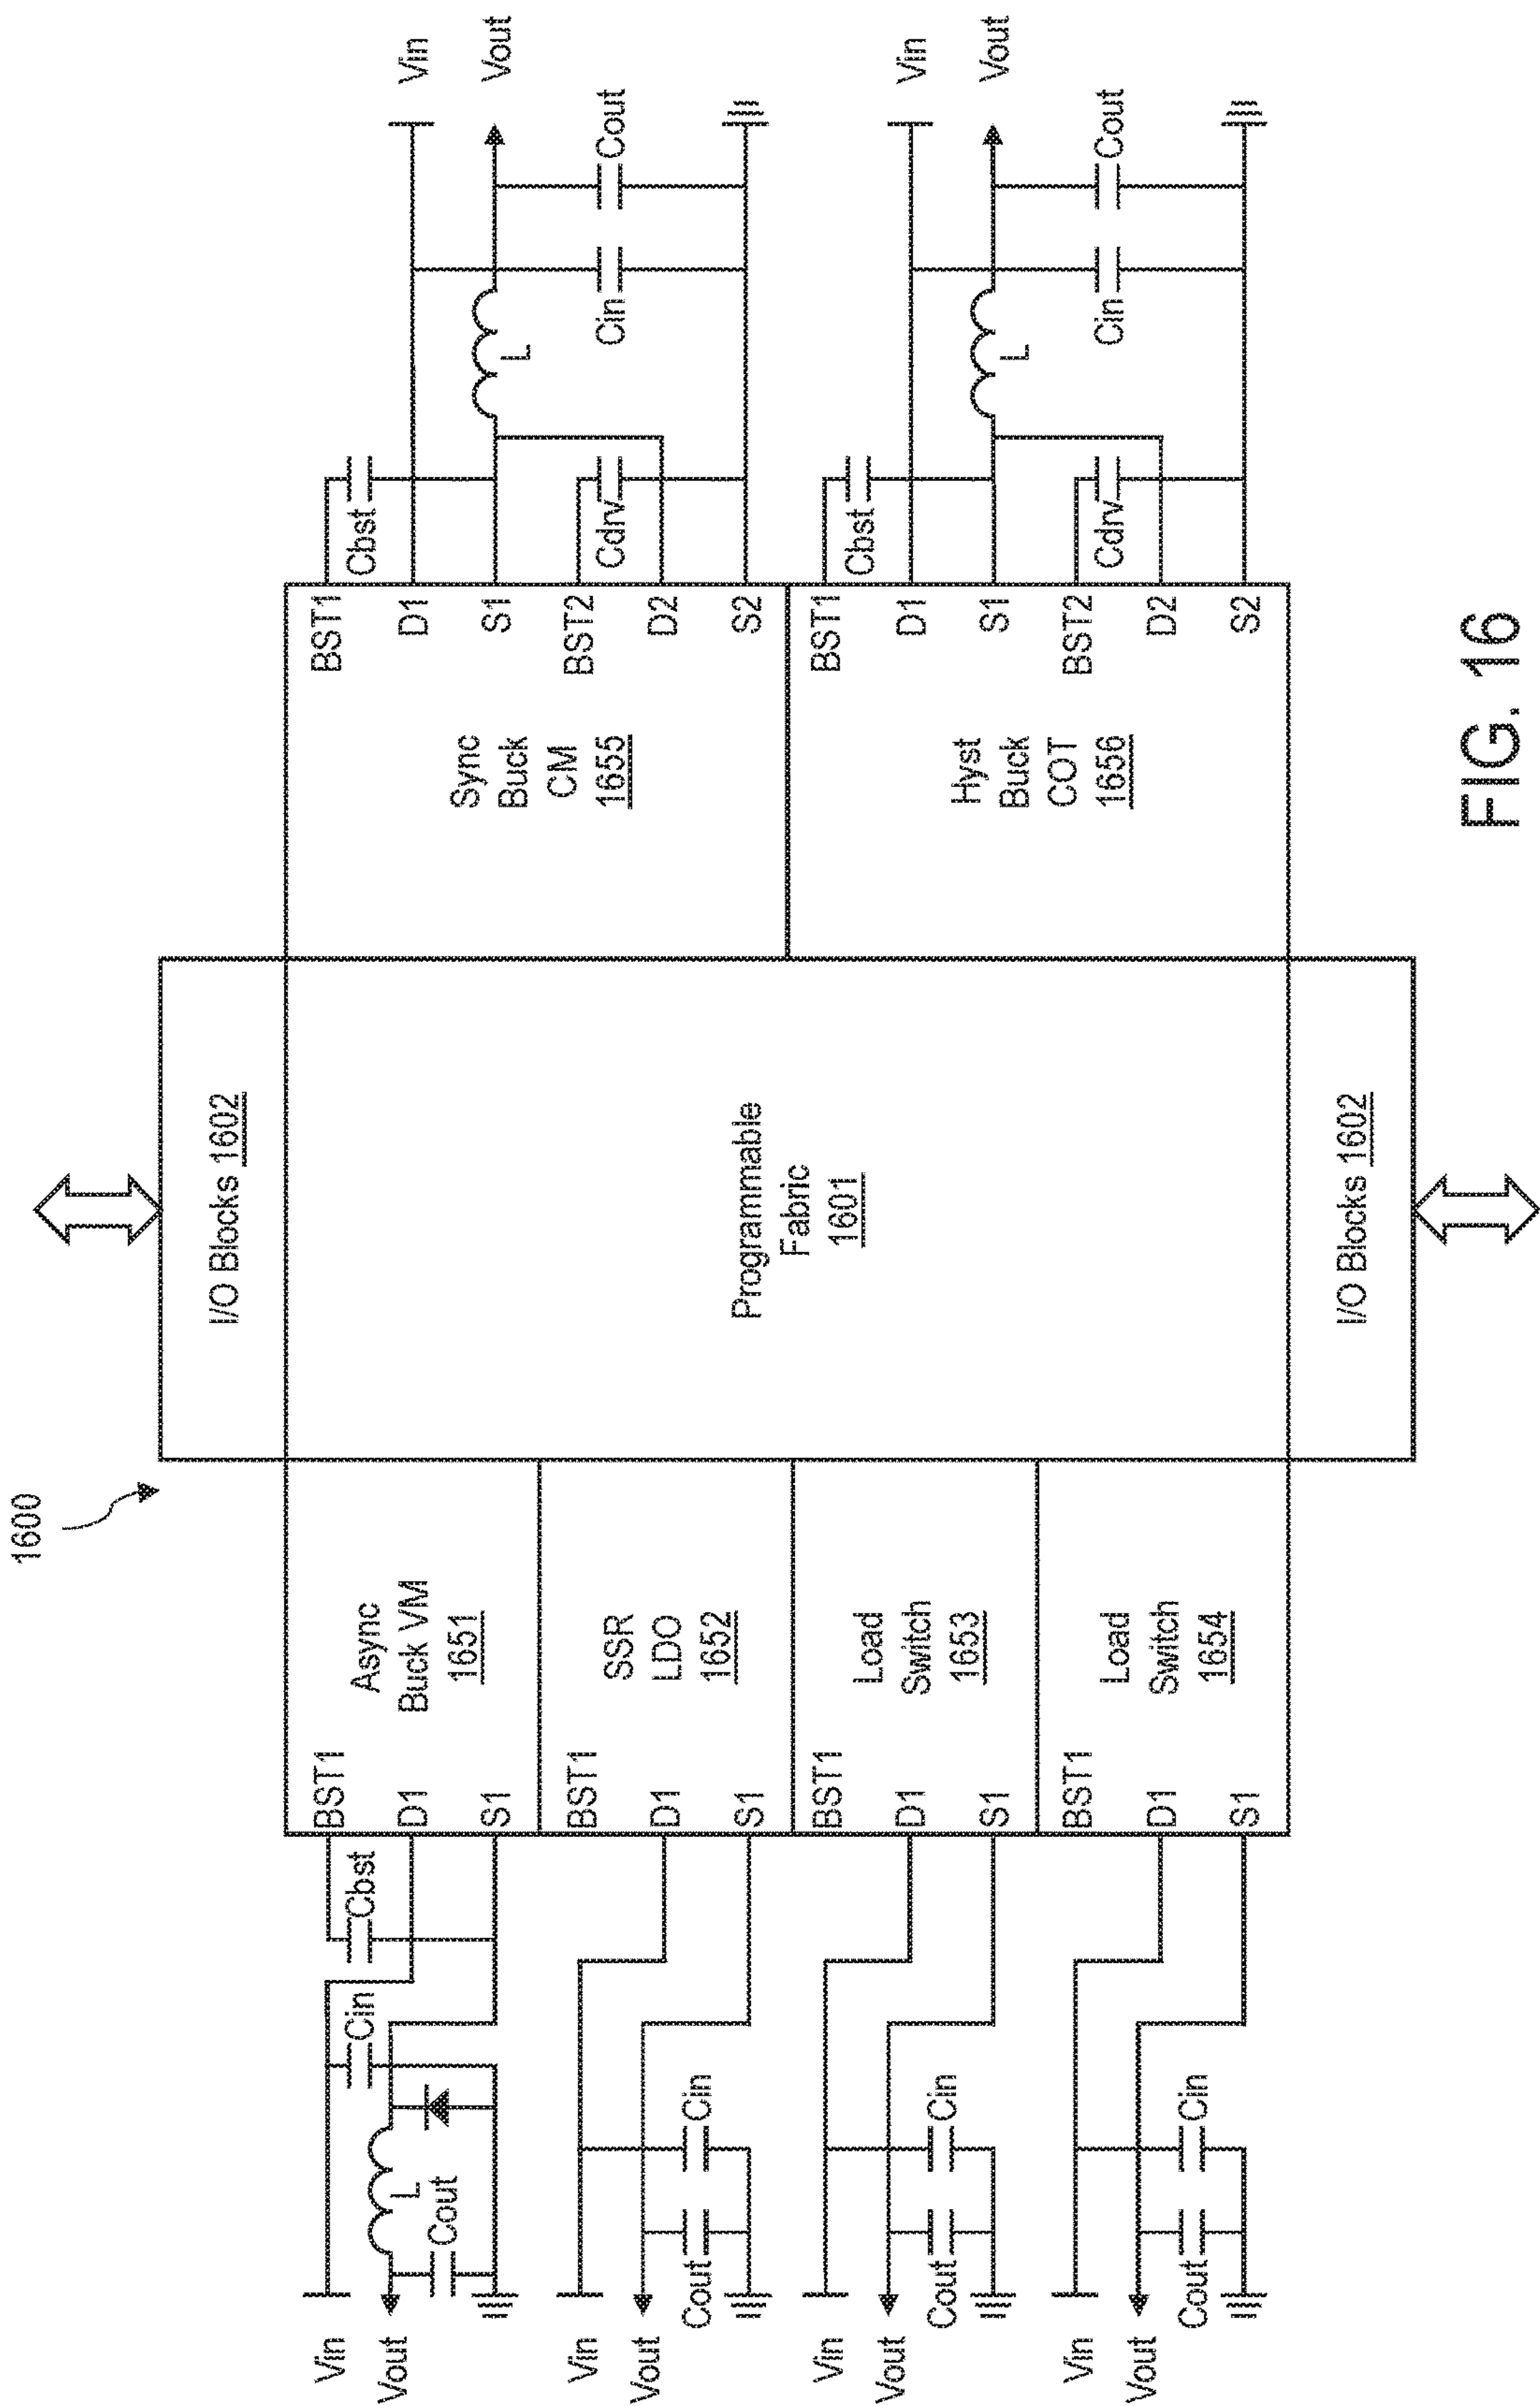 1600
I/O Blocks 1602
Programmable
Fabric
1601
I/O Blocks 1602
Async
Buck VM
1651
BST1
D1
S1
Cbst
Cin
L
Cout
Vin
Vout
SSR
LDO
1652
BST1
D1
S1
Cin
Cout
Vin
Vout
Load
Switch
1653
BST1
D1
S1
Cin
Cout
Vin
Vout
Load
Switch
1654
BST1
D1
S1
Cin
Cout
Vin
Vout
Sync
Buck
CM
1655
BST1
D1
S1
BST2
D2
S2
Cbst
Cdrv
L
Cin
Cout
Vin
Vout
Hyst
Buck
COT
1656
BST1
D1
S1
BST2
D2
S2
Cbst
Cdrv
L
Cin
Cout
Vin
Vout
FIG. 16